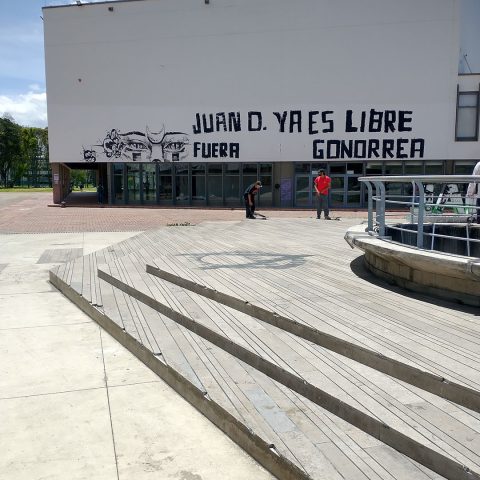 JUAN D. YA ES LIBRE
FUERA GONORREA